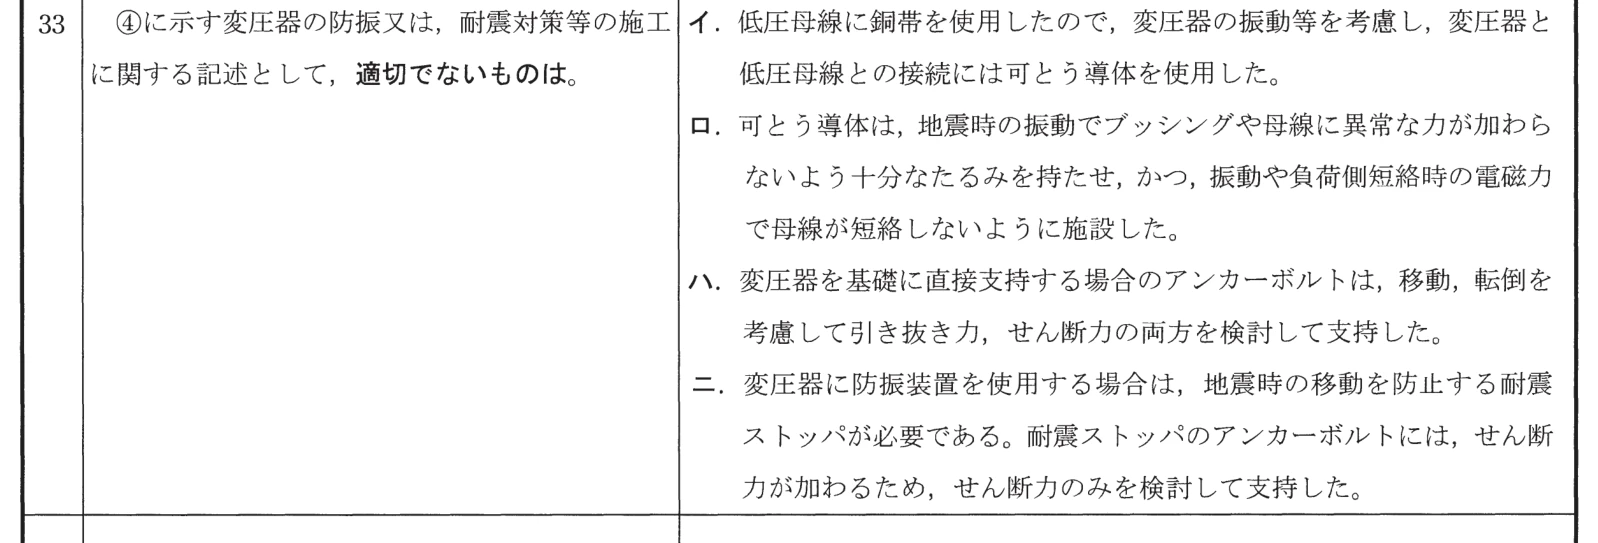 33
④に示す変圧器の防振又は，耐震対策等の施工
に関する記述として，適切でないものは。
イ．低圧母線に銅帯を使用したので，変圧器の振動等を考慮し，変圧器と
低圧母線との接続には可とう導体を使用した。
ロ．可とう導体は，地震時の振動でブッシングや母線に異常な力が加わら
ないよう十分なたるみを持たせ，かつ，振動や負荷側短絡時の電磁力
で母線が短絡しないように施設した。
ハ．変圧器を基礎に直接支持する場合のアンカーボルトは，移動，転倒を
考慮して引き抜き力，せん断力の両方を検討して支持した。
ニ．変圧器に防振装置を使用する場合は，地震時の移動を防止する耐震
ストッパが必要である。耐震ストッパのアンカーボルトには，せん断
力が加わるため，せん断力のみを検討して支持した。